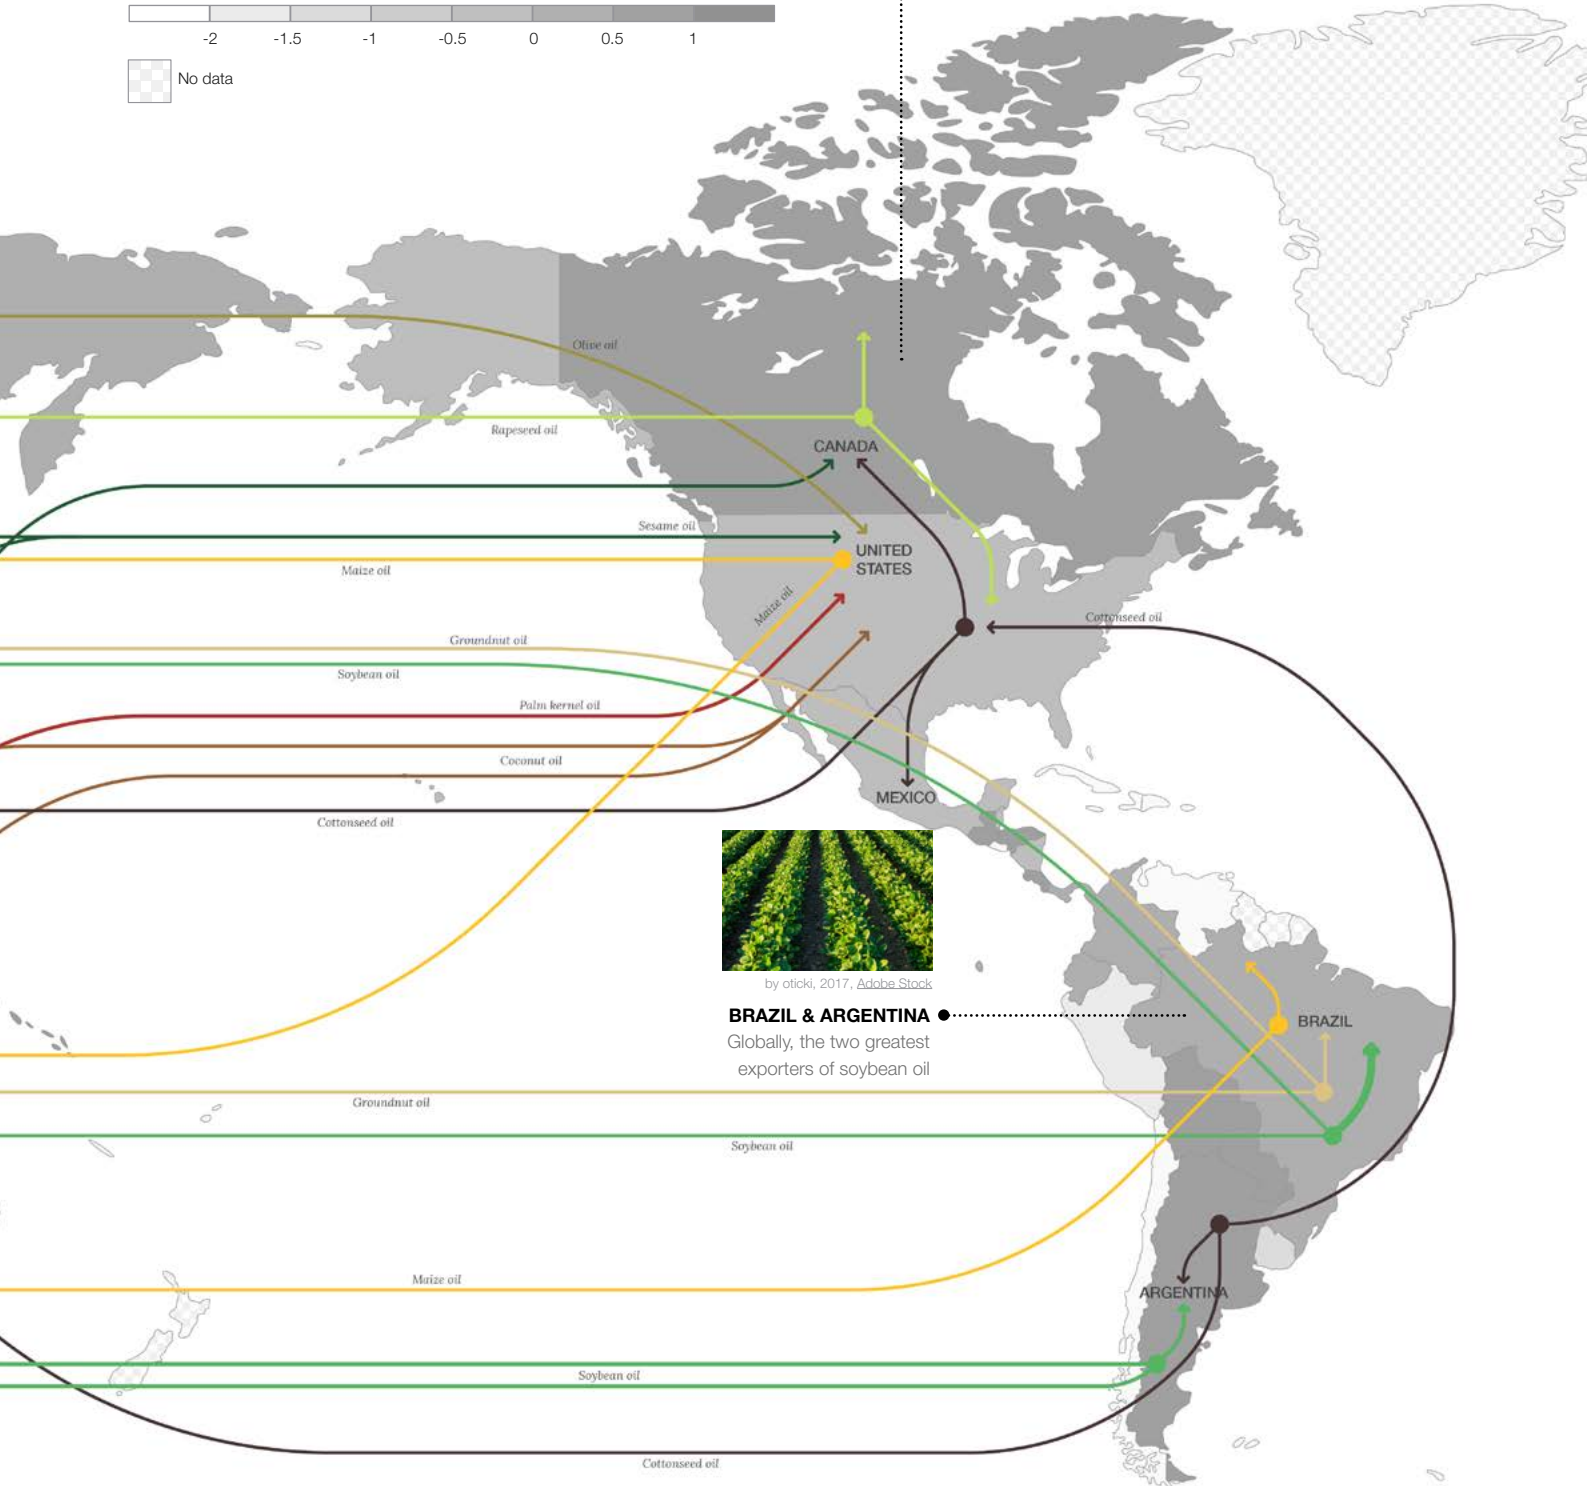 -2 -1.5 -1 -0.5 0 0.5 1
No data
Olive oil
Rapeseed oil
CANADA
Sesame oil
UNITED
STATES
Maize oil
Maize oil
Cottonseed oil
Groundnut oil
Soybean oil
Palm kernel oil
Coconut oil
MEXICO
Cottonseed oil
by oticki, 2017, Adobe Stock
BRAZIL & ARGENTINA
Globally, the two greatest
exporters of soybean oil
BRAZIL
Groundnut oil
Soybean oil
Maize oil
ARGENTINA
Soybean oil
Cottonseed oil